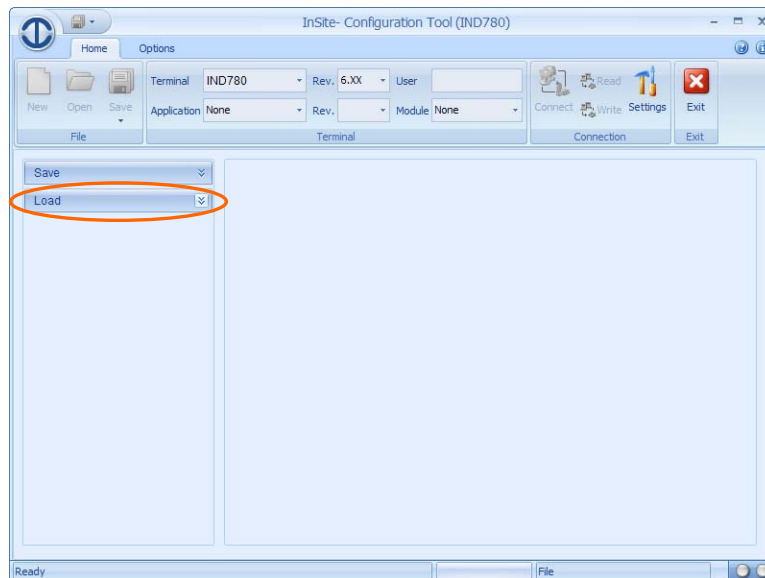 InSite- Configuration Tool (IND780)
Home Options
Terminal IND780 Rev. 6.XX User
Application None Rev. Module None
New Open Save
Connect Read Write Settings Exit
File Terminal Connection Exit
Save
Load
Ready File